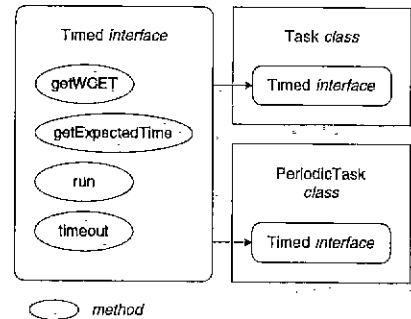 Timed interface
getWCET
getExpectedTime
run
timeout
Task class
Timed interface
PeriodicTask
class
Timed interface
method